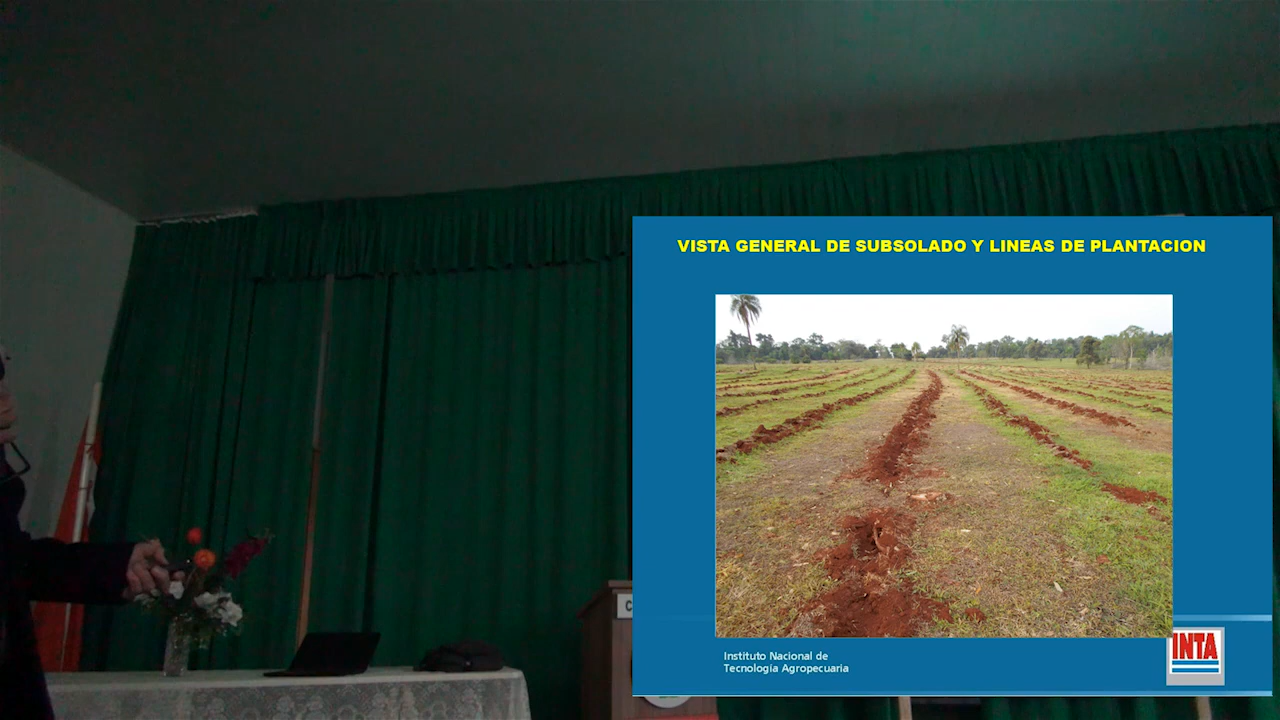 VISTA GENERAL DE SUBSOLADO Y LINEAS DE PLANTACION
Instituto Nacional de
Tecnología Agropecuaria
INTA
C